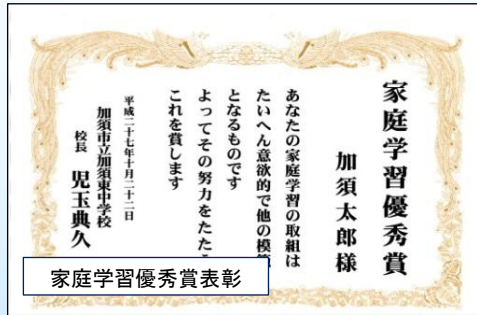 家庭学習優秀賞
加須太郎様
あなたの家庭学習の取組は
たいへん意欲的で他の模
となるものです
よってその努力をたた
これを賞します
平成二十七年十月二十二日
加須市立加須東中学校
校長 児玉典久
家庭学習優秀賞表彰